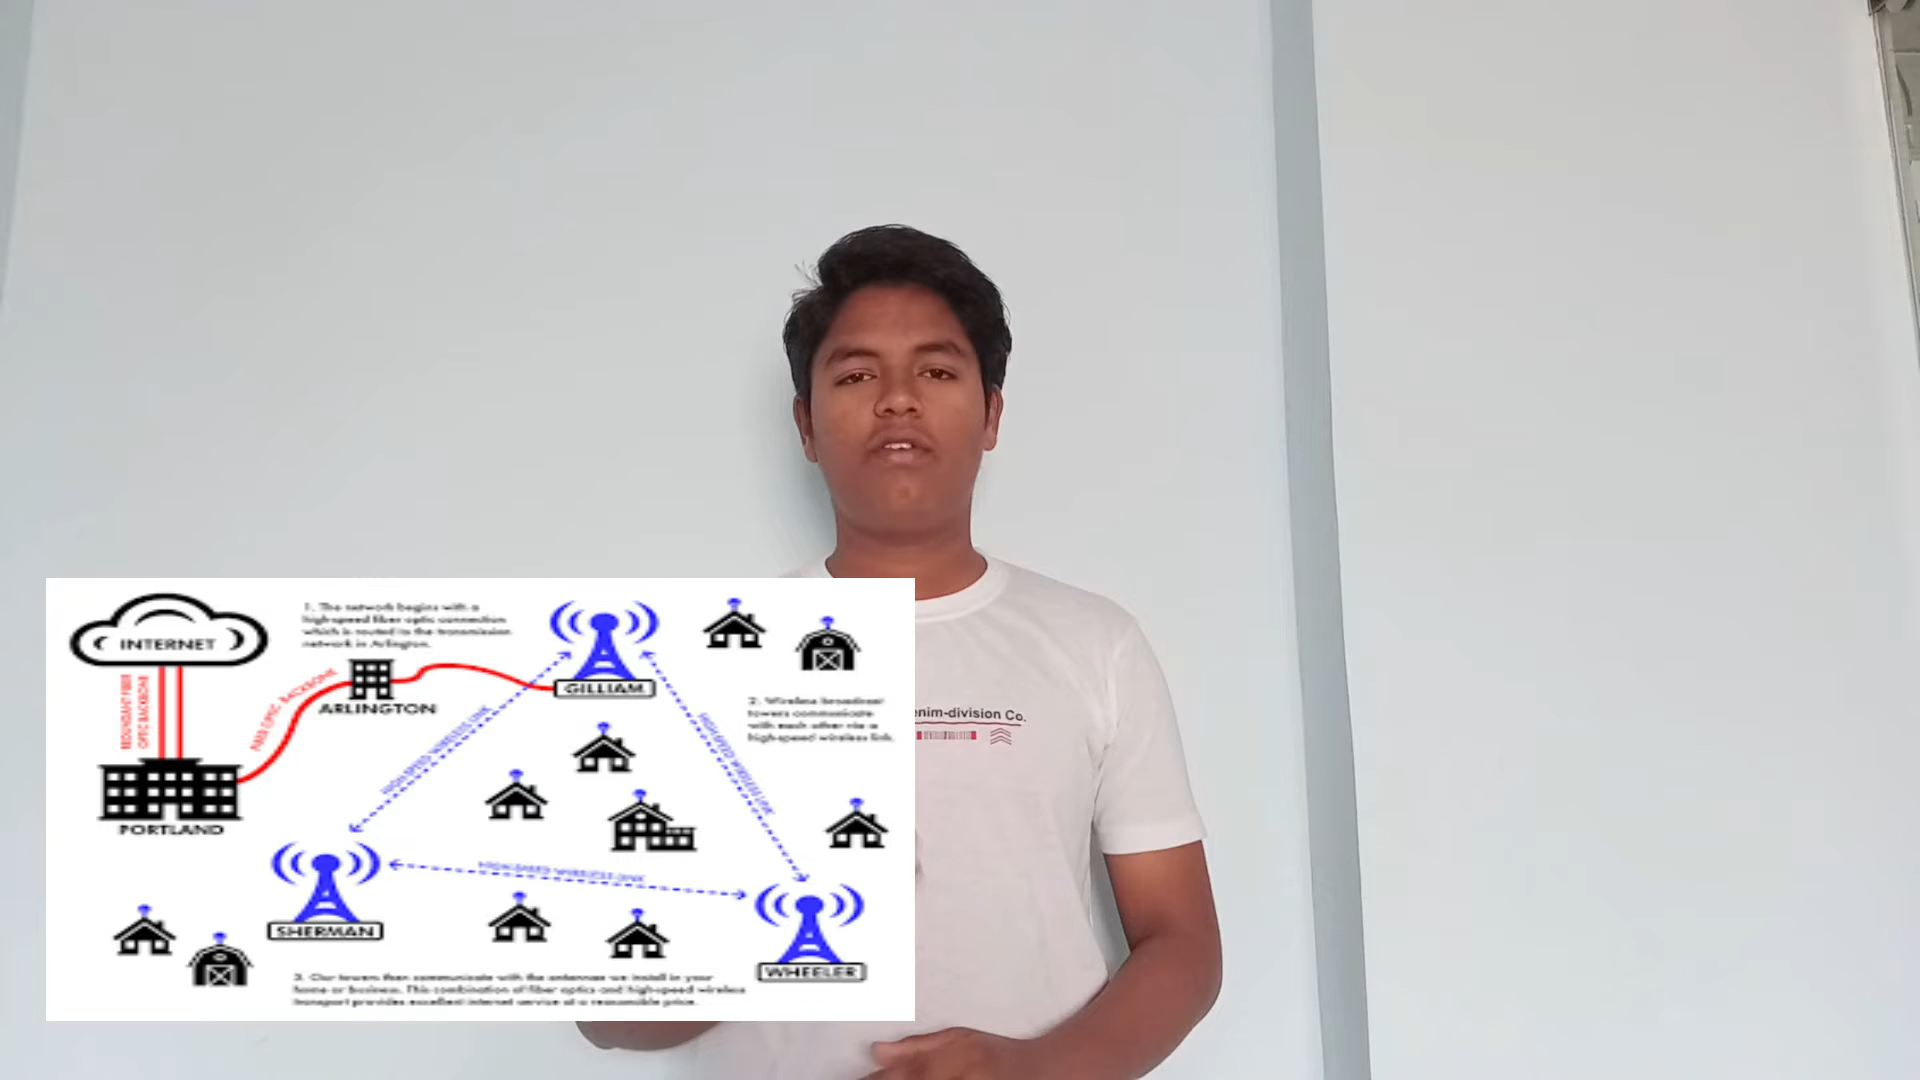 INTERNET
1. The network begins with a
high-speed fiber optic connection
which is routed to the transmission
network in Arlington.
REDUNDANT FIBER
OPTIC BACKBONE
FIBER OPTIC BACKBONE
ARLINGTON
GILLIAM
2. Wireless broadcast
towers communicate
with each other via a
high-speed wireless link.
HIGH-SPEED WIRELESS LINK
HIGH-SPEED WIRELESS LINK
PORTLAND
HIGH-SPEED WIRELESS LINK
SHERMAN
WHEELER
3. Our towers then communicate with the antennas we install in your
home or business. This combination of fiber optics and high-speed wireless
transport provides excellent internet service at a reasonable price.
enim-division Co.